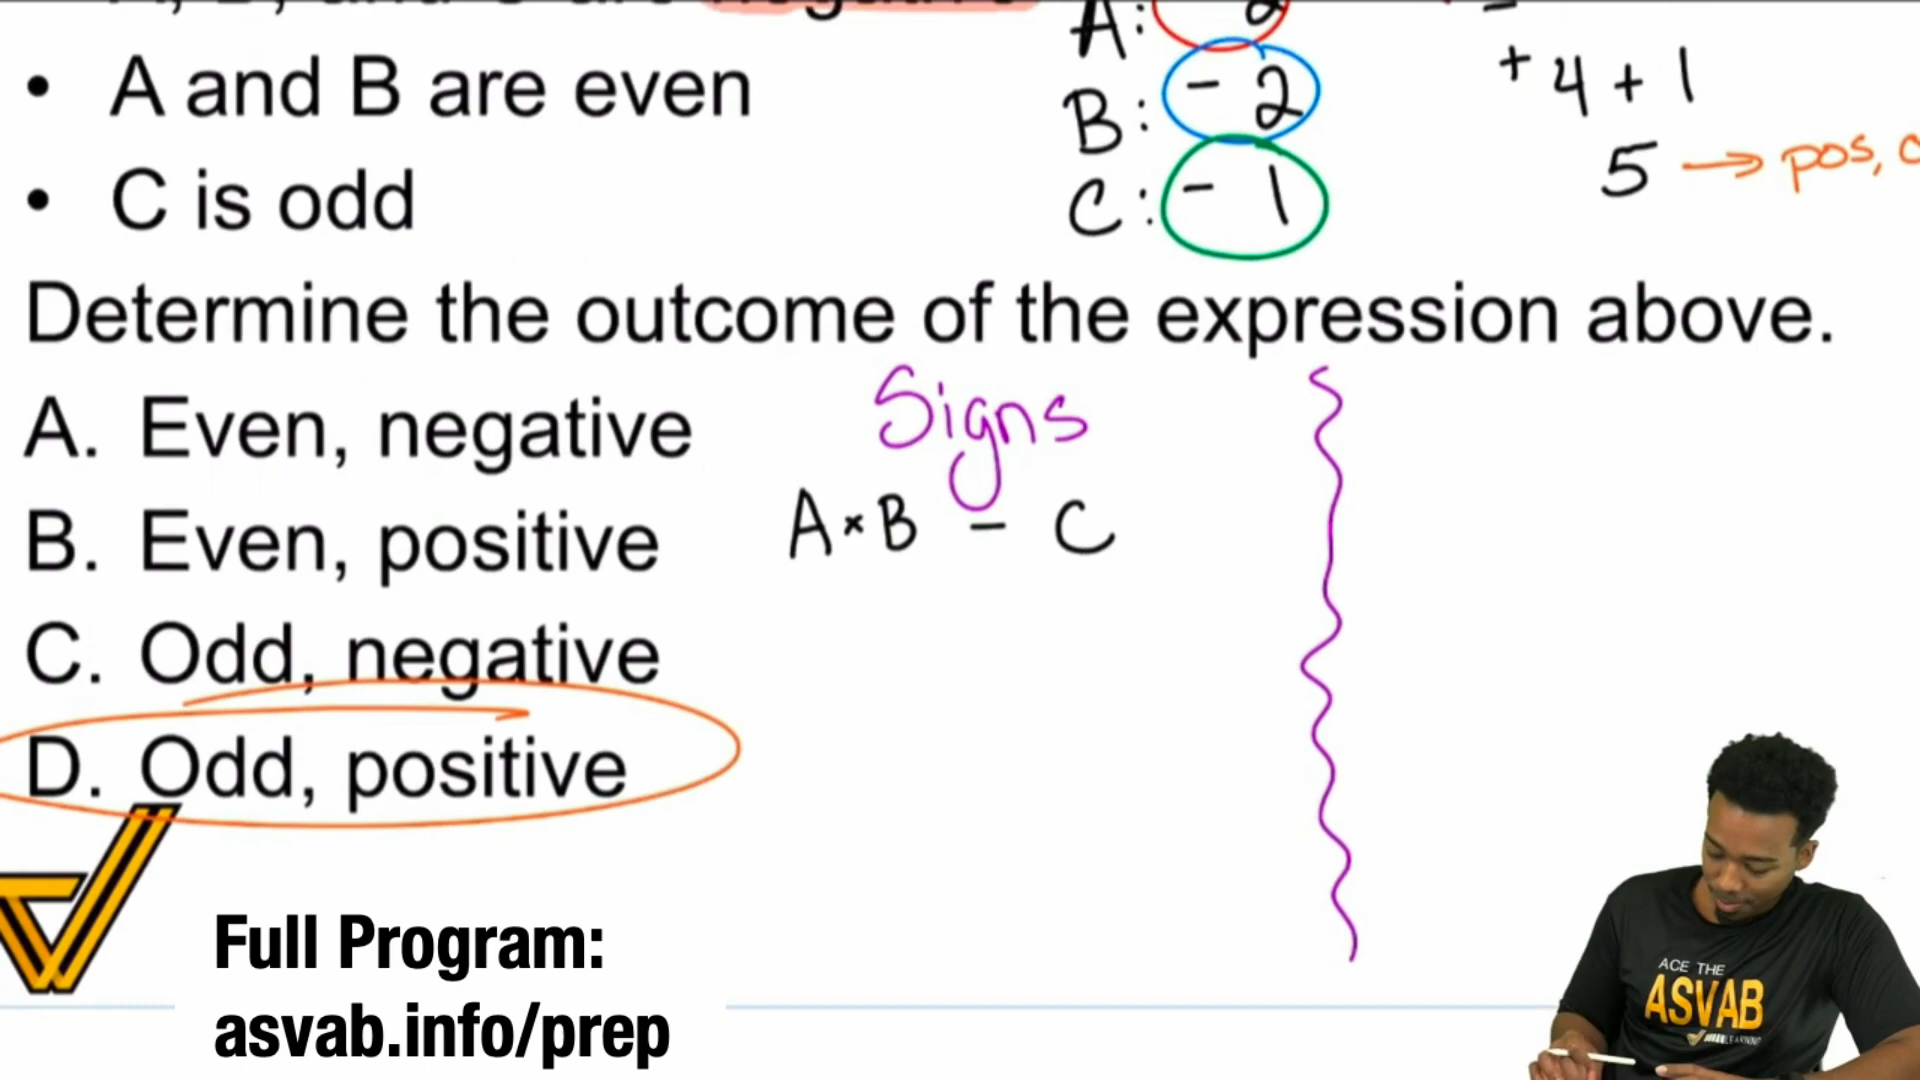 A:
• A and B are even
B: - 2
+ 4 + 1
• C is odd
C: - 1
5 → pos,
Determine the outcome of the expression above.
Signs
A. Even, negative
A × B - C
B. Even, positive
C. Odd, negative
D. Odd, positive
Full Program:
asvab.info/prep
ACE THE
ASVAB